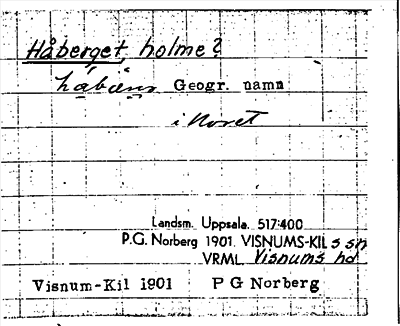 Håberget, holme?
Geogr. namn
i Noret
Landsm. Uppsala. 517:400
P.G. Norberg 1901. VISNUMS-KIL s sn
VRML. Visnums hd
Visnum-Kil 1901 P G Norberg